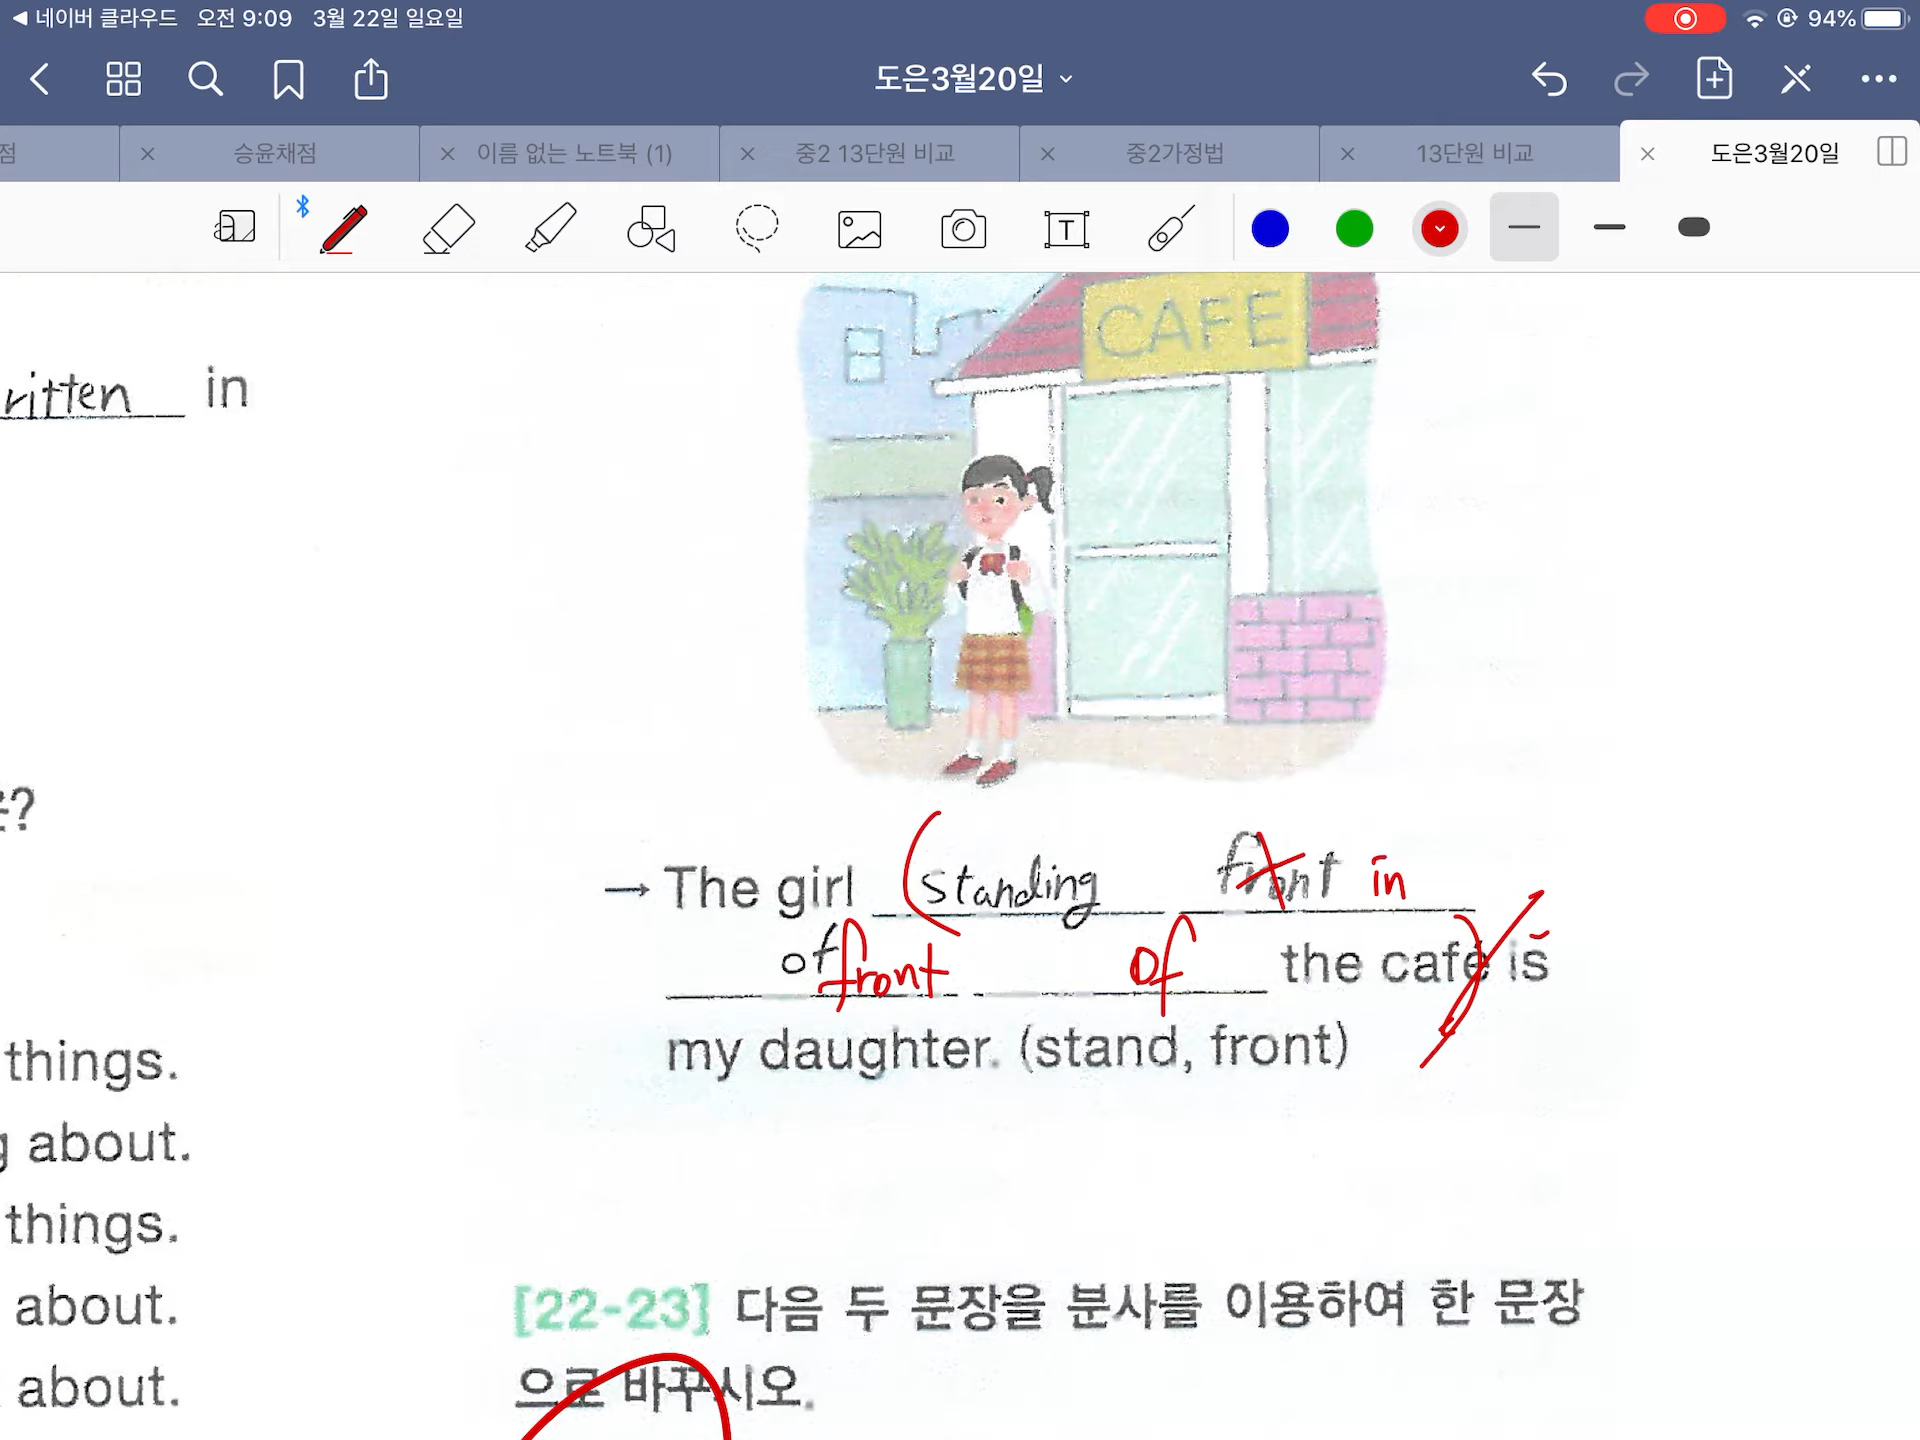 네이버 클라우드 오전 9:09 3월 22일 일요일 94%
도은3월20일
점 승윤채점 이름 없는 노트북 (1) 중2 13단원 비교 중2가정법 13단원 비교 도은3월20일
CAFE
ritten in
→ The girl standing front in
of front of the café is
my daughter. (stand, front)
things.
about.
things.
about.
about.
[22-23] 다음 두 문장을 분사를 이용하여 한 문장
으로 바꾸시오.